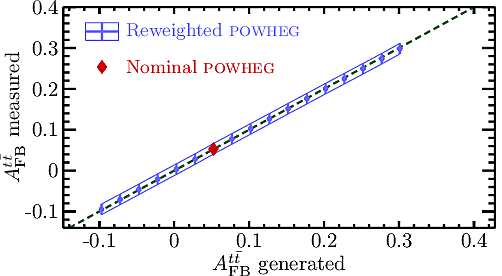 0.4
0.3
0.2
0.1
0
-0.1
A^{tt̄}_{FB} measured
Reweighted POWHEG
Nominal POWHEG
-0.1 0 0.1 0.2 0.3 0.4
A^{tt̄}_{FB} generated